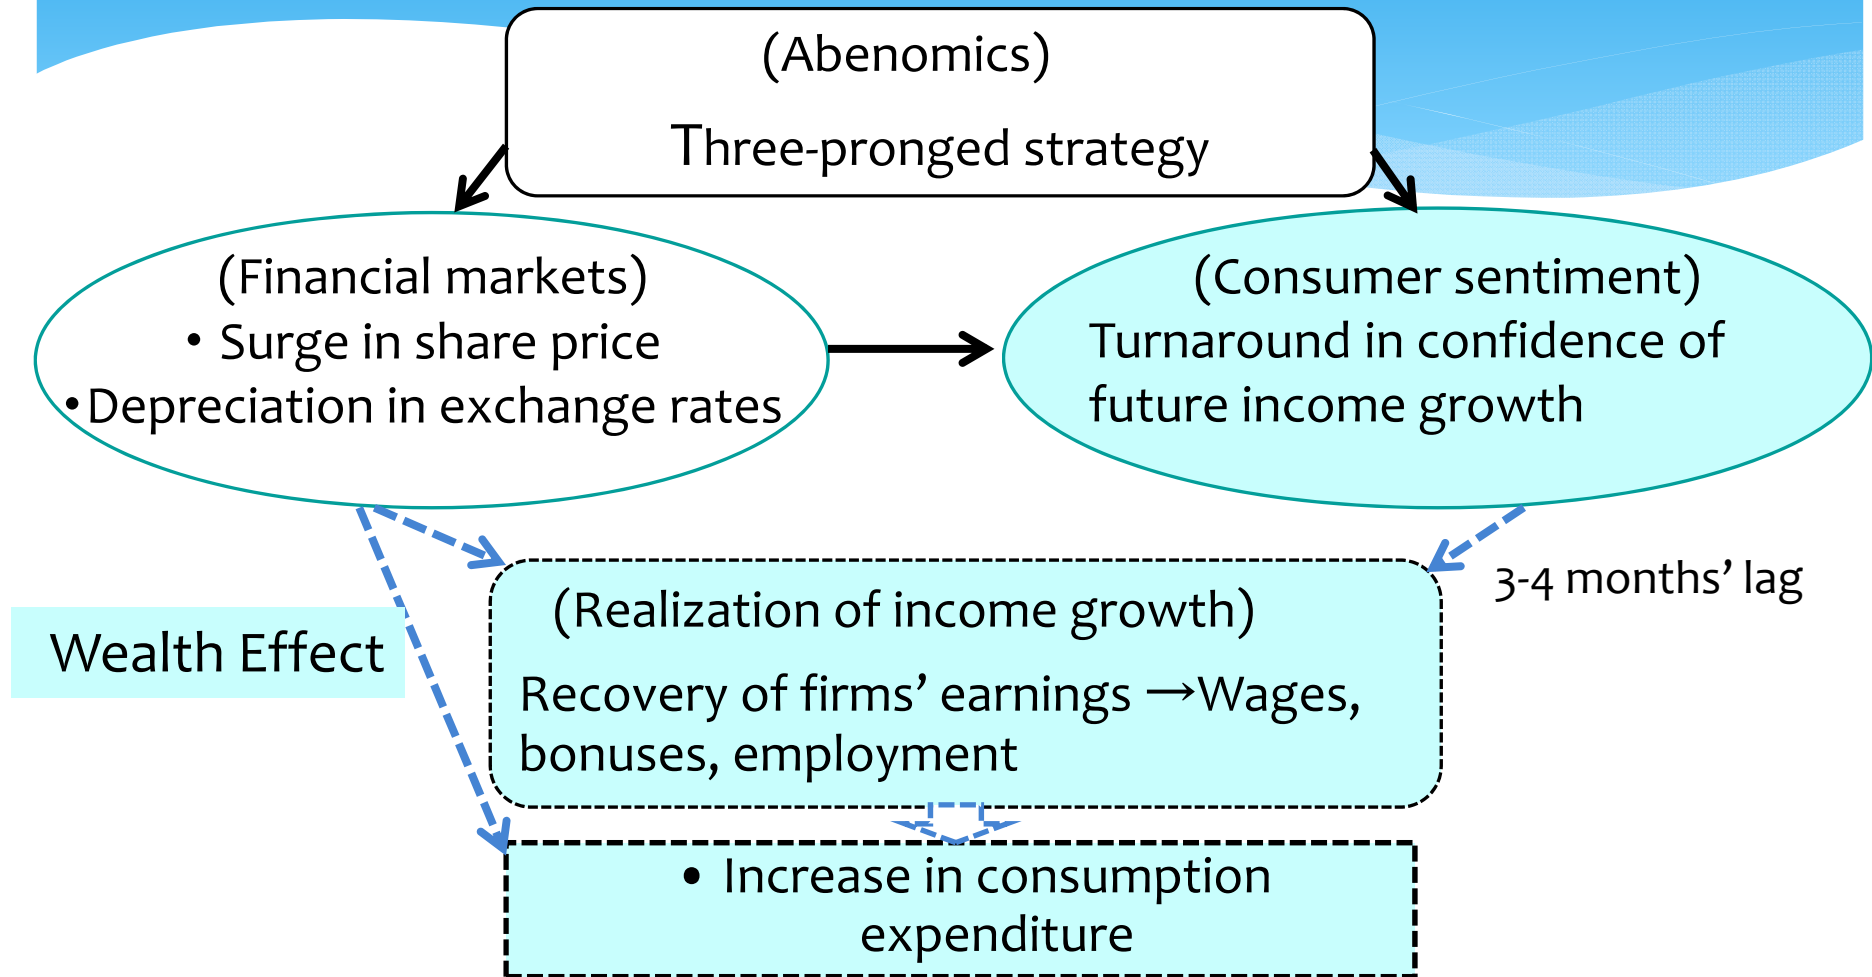 (Abenomics)
Three-pronged strategy
(Financial markets)
• Surge in share price
• Depreciation in exchange rates
(Consumer sentiment)
Turnaround in confidence of
future income growth
3-4 months’ lag
Wealth Effect
(Realization of income growth)
Recovery of firms’ earnings →Wages,
bonuses, employment
• Increase in consumption
expenditure